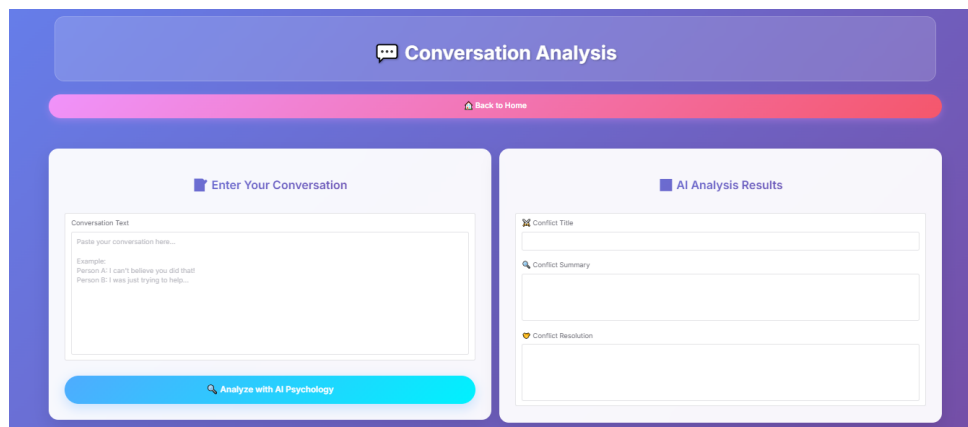 💬 Conversation Analysis
🏠 Back to Home
📝 Enter Your Conversation
Conversation Text
Paste your conversation here...
Example:
Person A: I can't believe you did that!
Person B: I was just trying to help...
🔍 Analyze with AI Psychology
AI Analysis Results
⚔️ Conflict Title
🔍 Conflict Summary
🤝 Conflict Resolution